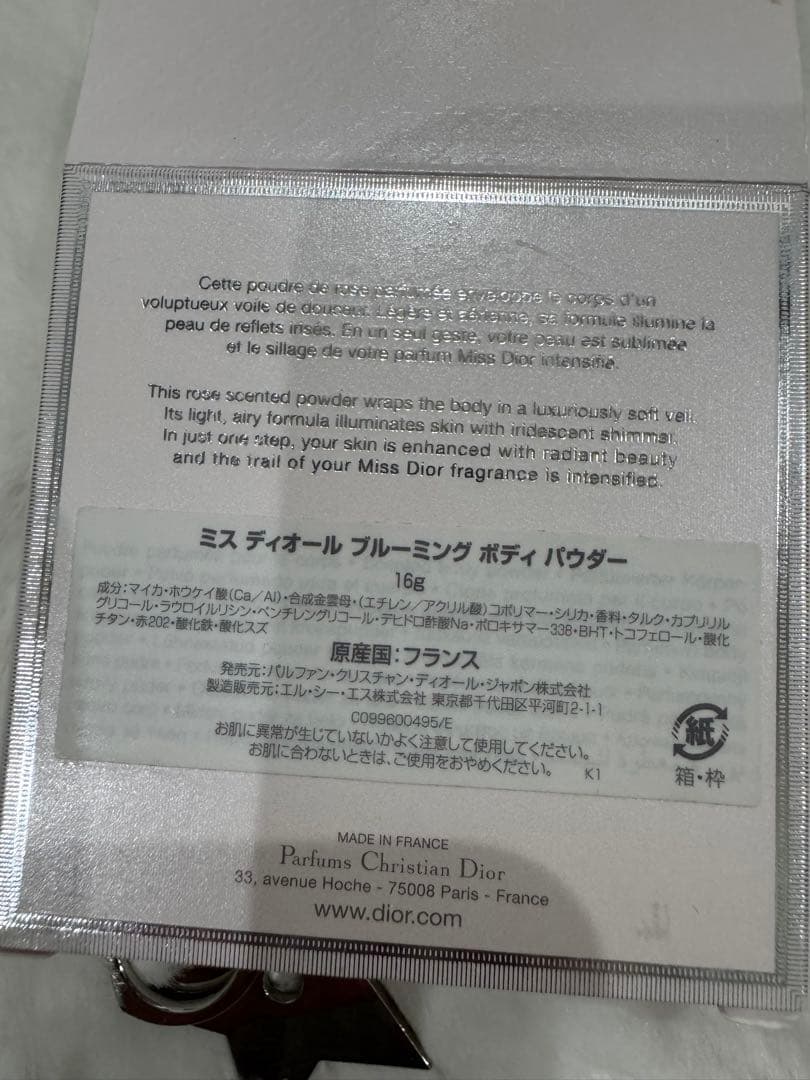 Cette poudre de rose parfumée enveloppe le corps d'un
voluptueux voile de douceur. Légère et aérienne, sa formule illumine la
peau de reflets irisés. En un seul geste, votre peau est sublimée
et le sillage de votre parfum Miss Dior intensifié.
This rose scented powder wraps the body in a luxuriously soft veil.
Its light, airy formula illuminates skin with iridescent shimmer.
In just one step, your skin is enhanced with radiant beauty
and the trail of your Miss Dior fragrance is intensified.
ミス ディオール ブルーミング ボディ パウダー
16g
成分:マイカ・ホウケイ酸(Ca/Al)・合成金雲母・(エチレン/アクリル酸)コポリマー・シリカ・香料・タルク・カプリリル
グリコール・ラウロイルリシン・ペンチレングリコール・デヒドロ酢酸Na・ポロキサマー338・BHT・トコフェロール・酸化
チタン・赤202・酸化鉄・酸化スズ
原産国:フランス
発売元:パルファン・クリスチャン・ディオール・ジャポン株式会社
製造販売元:エル・シー・エス株式会社 東京都千代田区平河町2-1-1
C099600495/E
お肌に異常が生じていないかよく注意して使用してください。
お肌に合わないときは、ご使用をおやめください。 K1
紙
箱・枠
MADE IN FRANCE
Parfums Christian Dior
33, avenue Hoche - 75008 Paris - France
www.dior.com